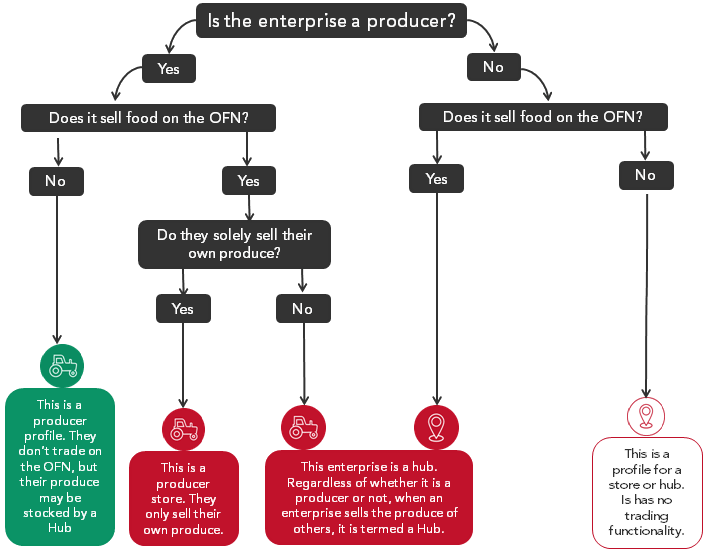 Is the enterprise a producer?
Yes
No
Does it sell food on the OFN?
Does it sell food on the OFN?
No
Yes
Yes
No
Do they solely sell their
own produce?
Yes
No
This is a
producer
profile. They
don't trade on
the OFN, but
their produce
may be
stocked by a
Hub
This is a
producer
store. They
only sell their
own produce.
This enterprise is a hub.
Regardless of whether it is a
producer or not, when an
enterprise sells the produce of
others, it is termed a Hub.
This is a
profile for a
store or hub.
Is has no
trading
functionality.